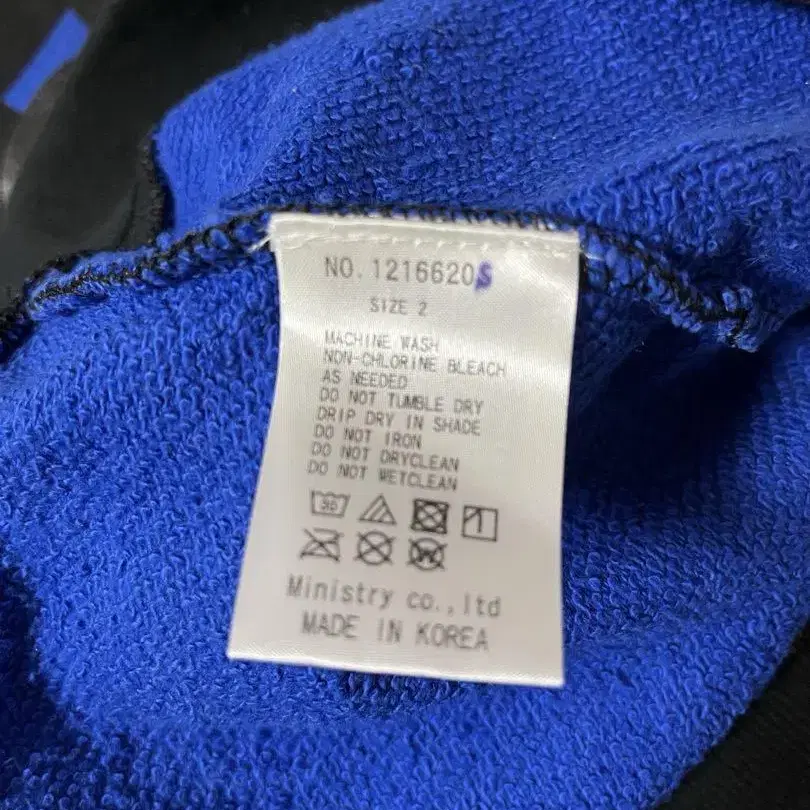 NO. 1216620S
SIZE 2
MACHINE WASH
NON-CHLORINE BLEACH
AS NEEDED
DO NOT TUMBLE DRY
DRIP DRY IN SHADE
DO NOT IRON
DO NOT DRYCLEAN
DO NOT WETCLEAN
30
W
Ministry co.,ltd
MADE IN KOREA